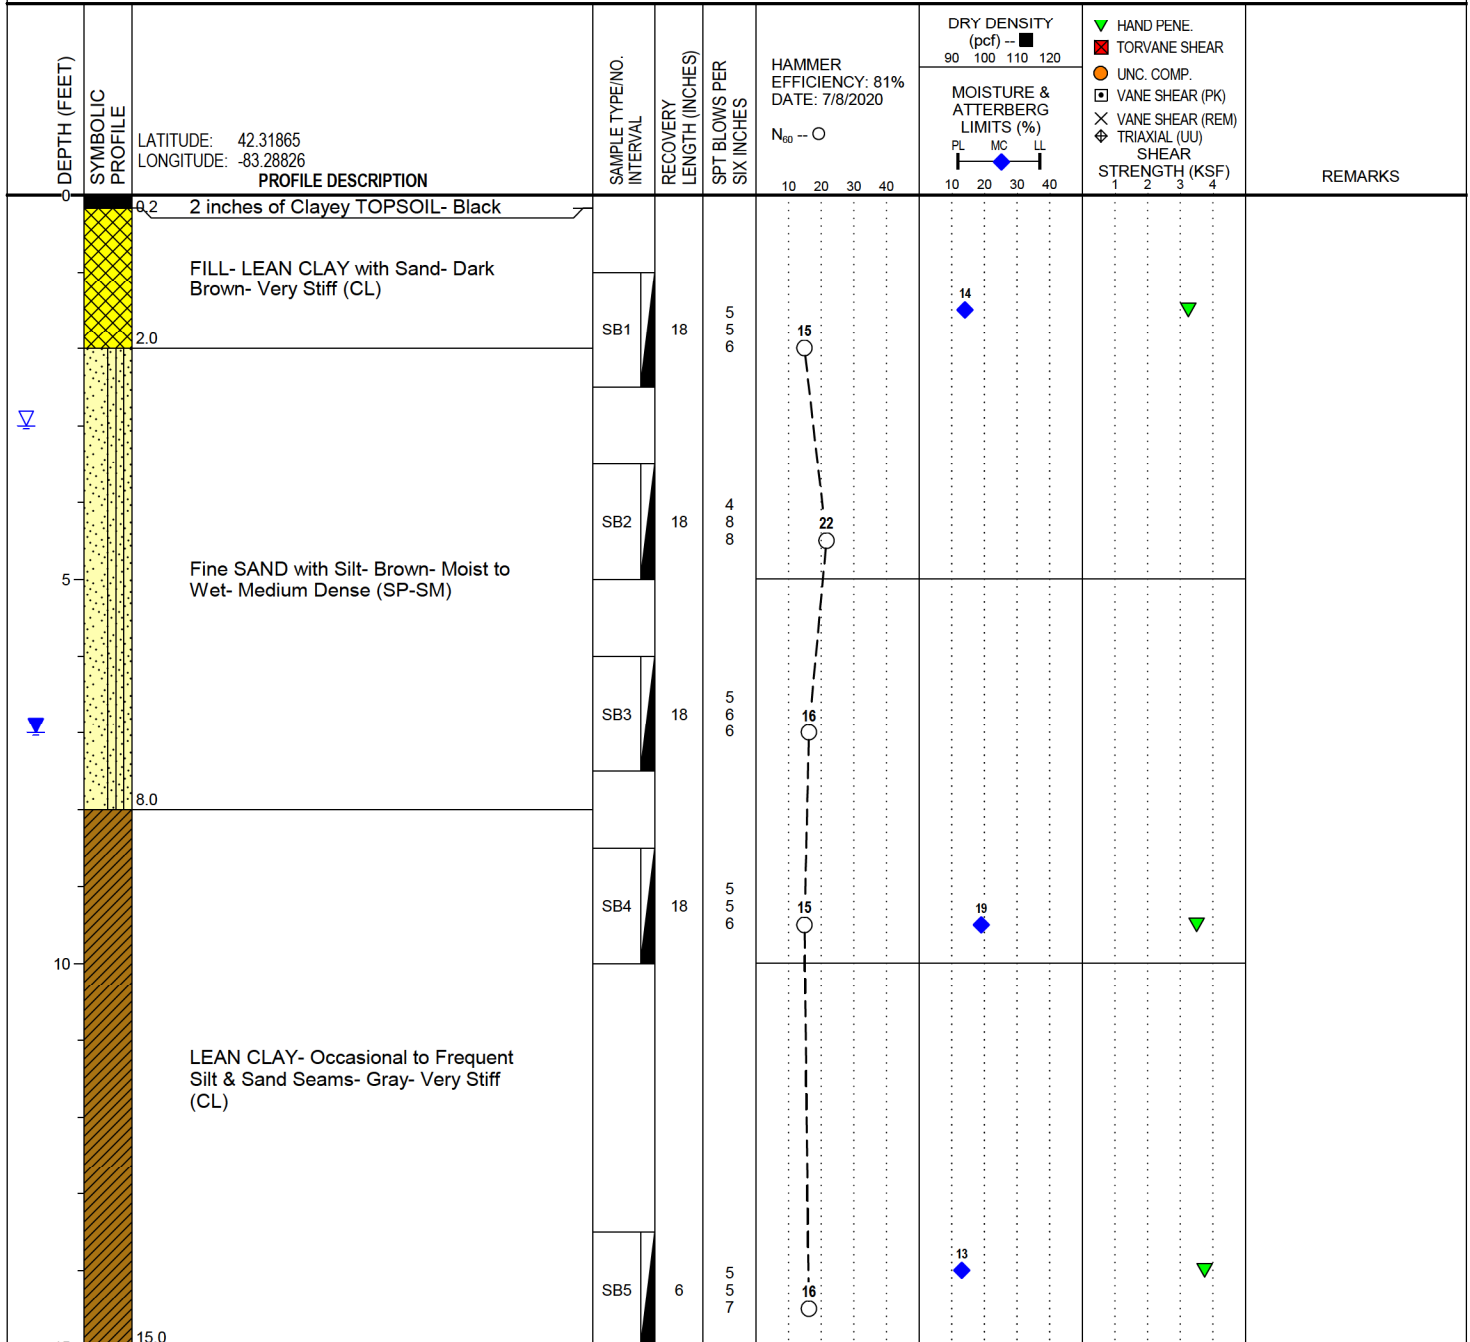 DEPTH (FEET)
SYMBOLIC
PROFILE
LATITUDE: 42.31865
LONGITUDE: -83.28826
PROFILE DESCRIPTION
SAMPLE TYPE/NO.
INTERVAL
RECOVERY
LENGTH (INCHES)
SPT BLOWS PER
SIX INCHES
HAMMER
EFFICIENCY: 81%
DATE: 7/8/2020
N60 --
10 20 30 40
DRY DENSITY
(pcf) --
90 100 110 120
MOISTURE &
ATTERBERG
LIMITS (%)
PL MC LL
10 20 30 40
HAND PENE.
TORVANE SHEAR
UNC. COMP.
VANE SHEAR (PK)
VANE SHEAR (REM)
TRIAXIAL (UU)
SHEAR
STRENGTH (KSF)
1 2 3 4
REMARKS
0
0.2
2 inches of Clayey TOPSOIL- Black
FILL- LEAN CLAY with Sand- Dark
Brown- Very Stiff (CL)
2.0
SB1 18
5
5
6
15
14
SB2 18
4
8
8
22
5
Fine SAND with Silt- Brown- Moist to
Wet- Medium Dense (SP-SM)
SB3 18
5
6
6
16
8.0
SB4 18
5
5
6
15
19
10
LEAN CLAY- Occasional to Frequent
Silt & Sand Seams- Gray- Very Stiff
(CL)
SB5 6
5
5
7
16
13
15.0